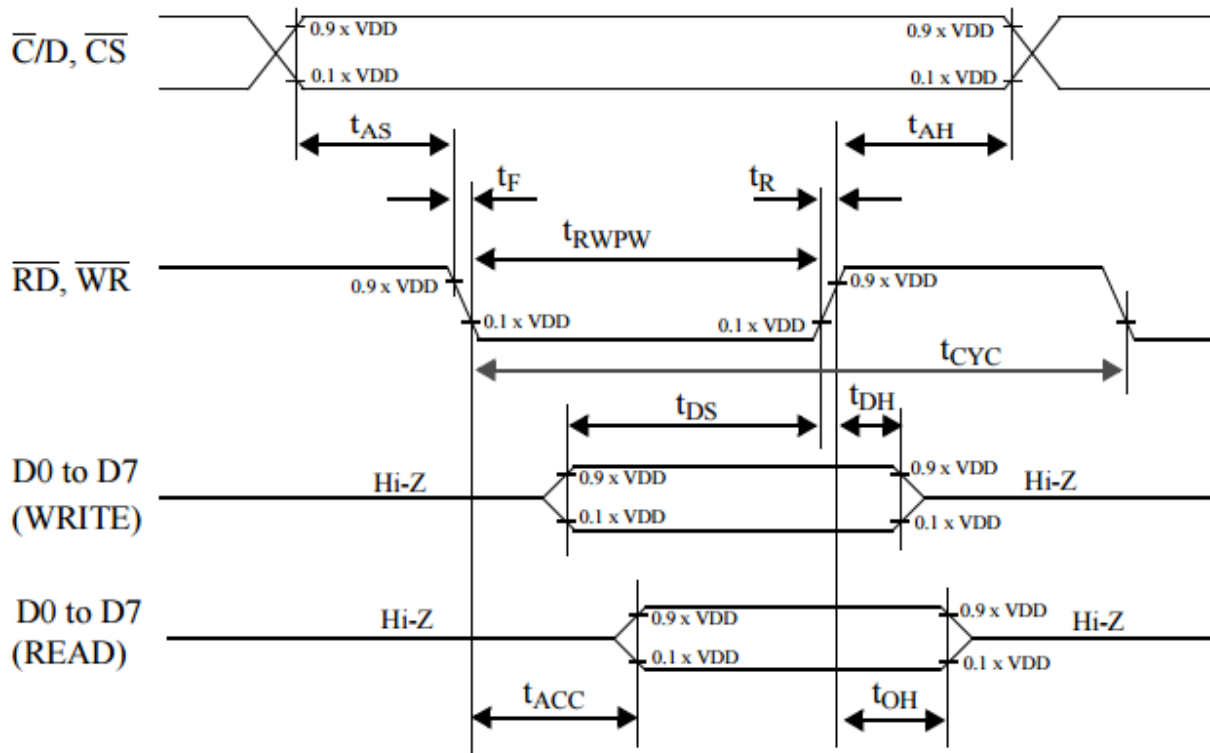 C̅/D, C̅S̅
0.9 x VDD
0.9 x VDD
0.1 x VDD
0.1 x VDD
tAS
tAH
tF
tR
tRWPW
R̅D̅, W̅R̅
0.9 x VDD
0.9 x VDD
0.1 x VDD
0.1 x VDD
tCYC
tDS
tDH
D0 to D7
(WRITE)
Hi-Z
0.9 x VDD
0.9 x VDD
Hi-Z
0.1 x VDD
0.1 x VDD
D0 to D7
(READ)
Hi-Z
0.9 x VDD
0.9 x VDD
Hi-Z
0.1 x VDD
0.1 x VDD
tACC
tOH